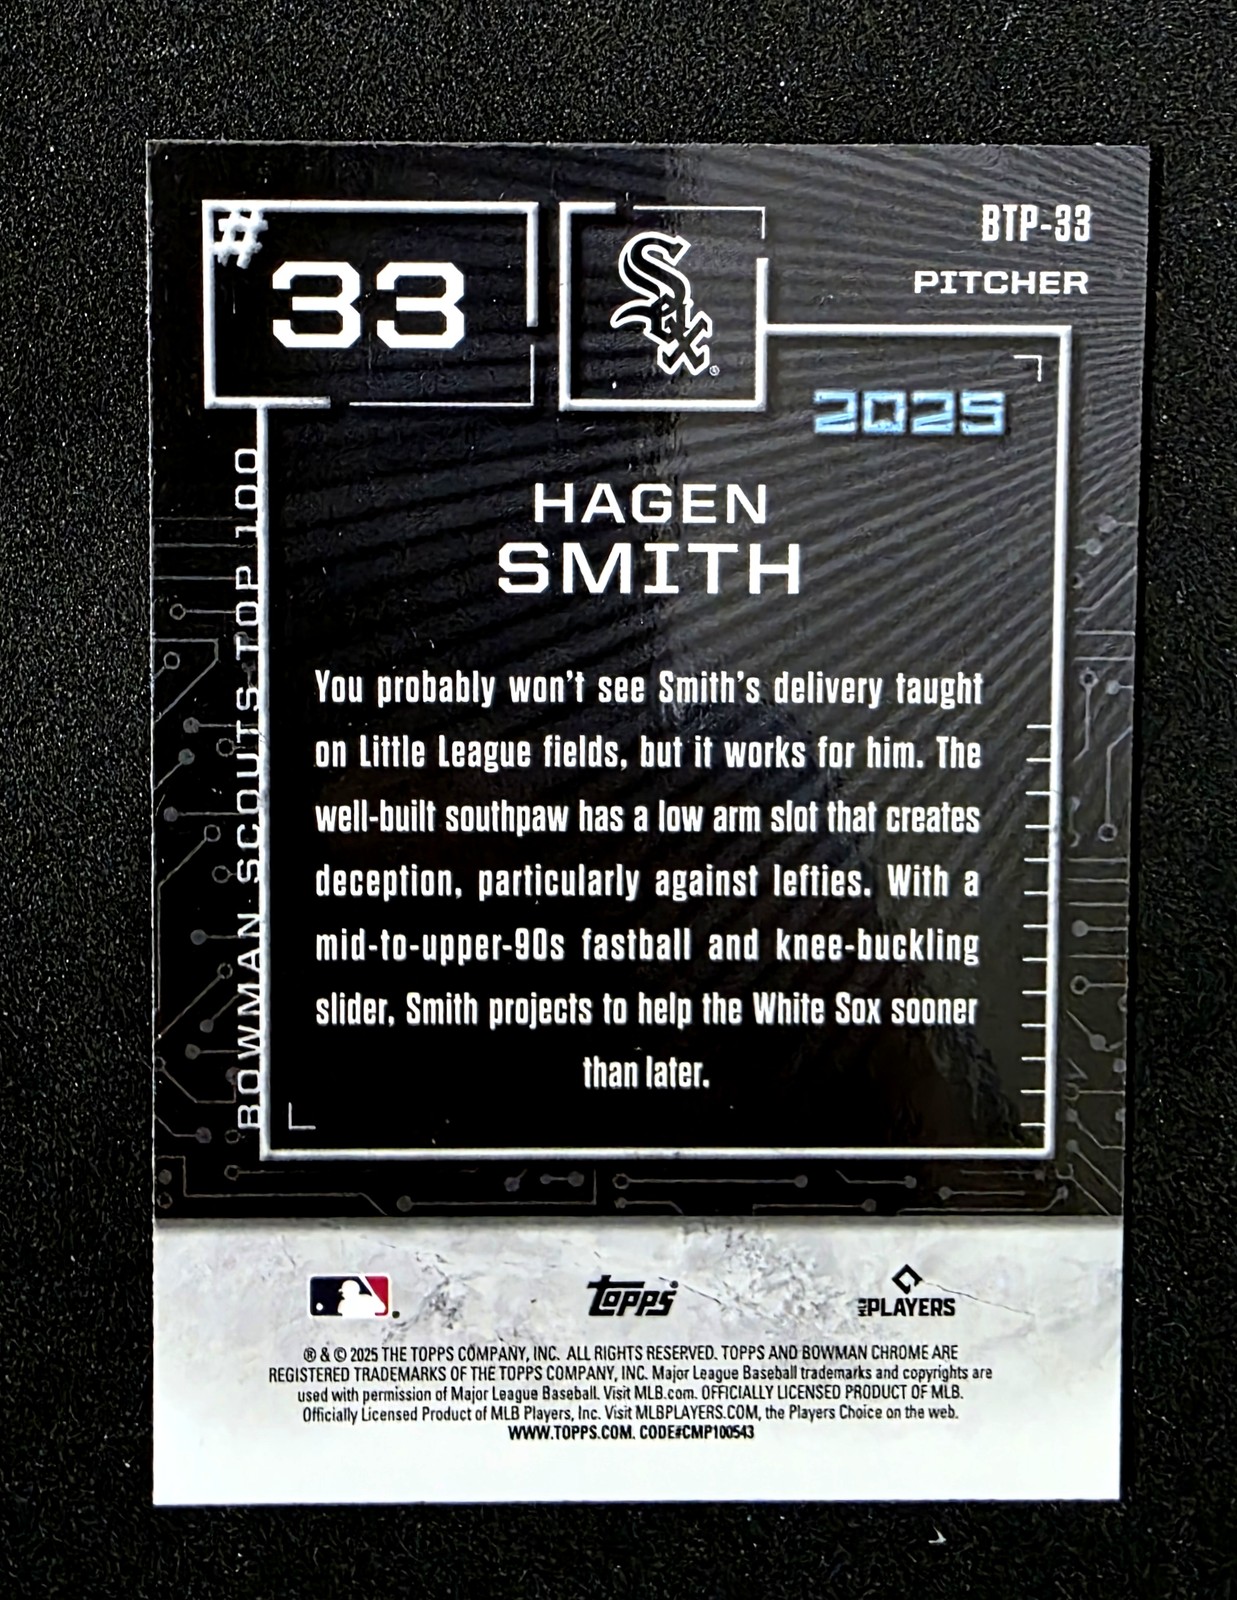 #
33
Sox
®
BTP-33
PITCHER
2025
BOWMAN SCOUTS TOP 100
HAGEN
SMITH
You probably won't see Smith's delivery taught
on Little League fields, but it works for him. The
well-built southpaw has a low arm slot that creates
deception, particularly against lefties. With a
mid-to-upper-90s fastball and knee-buckling
slider, Smith projects to help the White Sox sooner
than later.
topps
MLB PLAYERS
® & © 2025 THE TOPPS COMPANY, INC. ALL RIGHTS RESERVED. TOPPS AND BOWMAN CHROME ARE
REGISTERED TRADEMARKS OF THE TOPPS COMPANY, INC. Major League Baseball trademarks and copyrights are
used with permission of Major League Baseball. Visit MLB.com. OFFICIALLY LICENSED PRODUCT OF MLB.
Officially Licensed Product of MLB Players, Inc. Visit MLBPLAYERS.COM, the Players Choice on the web.
WWW.TOPPS.COM. CODE#CMP100543